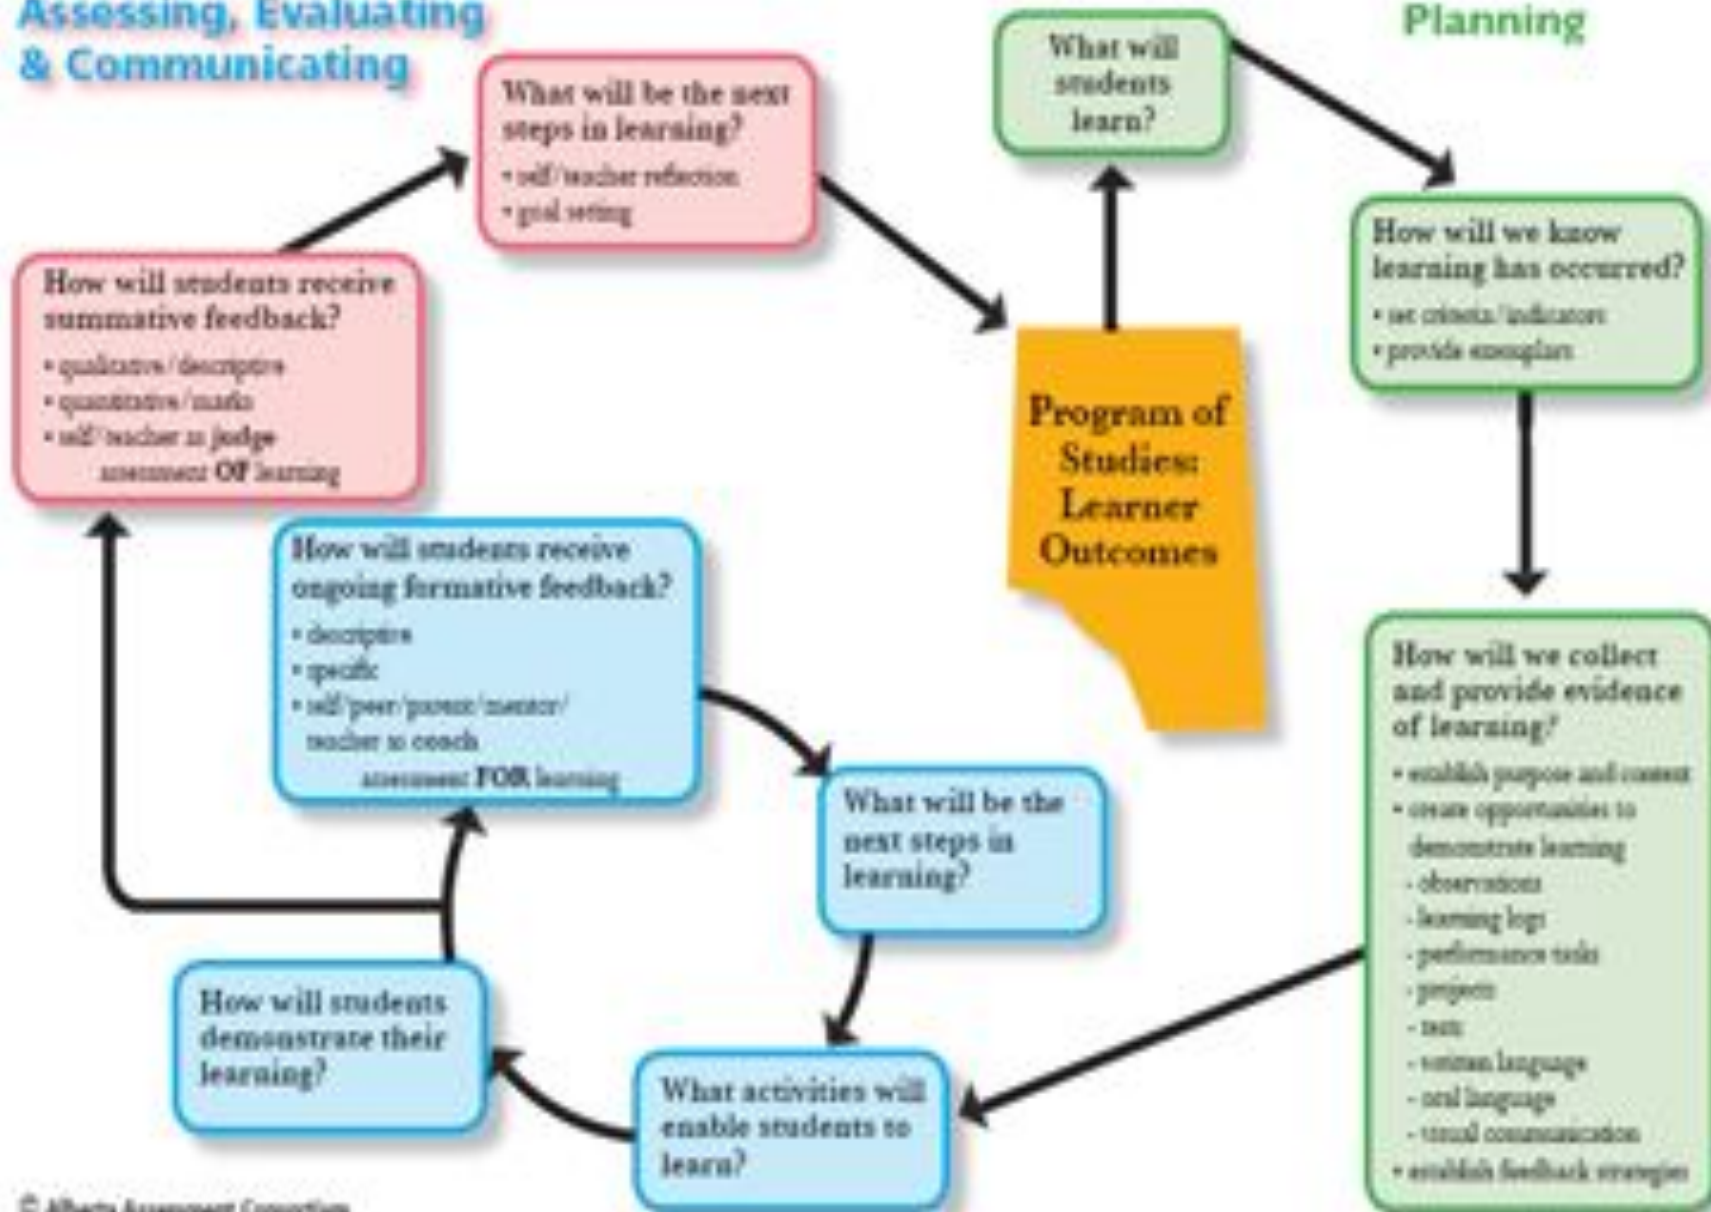 Assessing, Evaluating
& Communicating
Planning
What will
students
learn?
How will we know
learning has occurred?
• set criteria/indicators
• provide exemplars
How will we collect
and provide evidence
of learning?
• establish purpose and context
• create opportunities to
demonstrate learning
- observations
- learning logs
- performance tasks
- projects
- tests
- written language
- oral language
- visual communication
• establish feedback strategies
What activities will
enable students to
learn?
How will students
demonstrate their
learning?
How will students receive
ongoing formative feedback?
• descriptive
• specific
• self/peer/parent/mentor/
teacher as coach
assessment FOR learning
What will be the
next steps in
learning?
How will students receive
summative feedback?
• qualitative/descriptive
• quantitative/marks
• self/teacher as judge
assessment OF learning
What will be the next
steps in learning?
• self/teacher reflection
• goal setting
Program of
Studies:
Learner
Outcomes
© Alberta Assessment Consortium